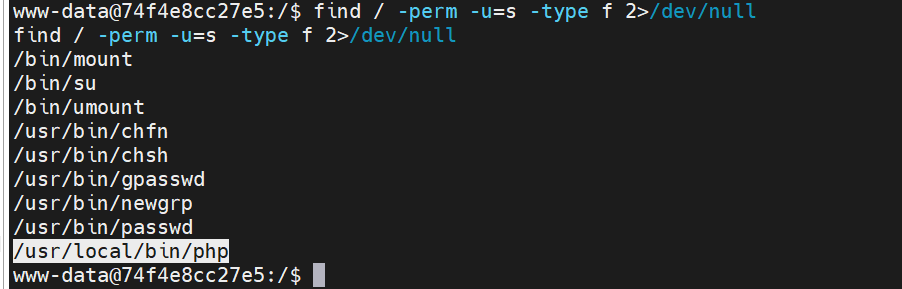 www-data@74f4e8cc27e5:/$ find / -perm -u=s -type f 2>/dev/null
find / -perm -u=s -type f 2>/dev/null
/bin/mount
/bin/su
/bin/umount
/usr/bin/chfn
/usr/bin/chsh
/usr/bin/gpasswd
/usr/bin/newgrp
/usr/bin/passwd
/usr/local/bin/php
www-data@74f4e8cc27e5:/$